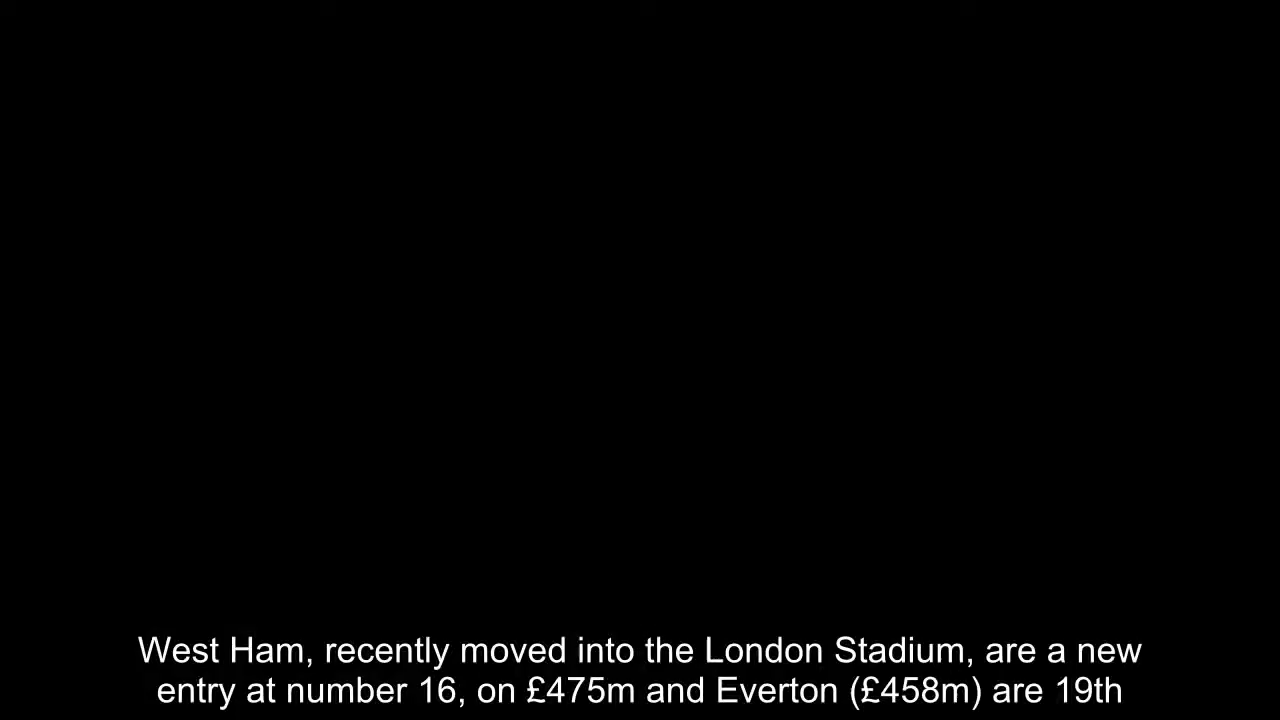 West Ham, recently moved into the London Stadium, are a new
entry at number 16, on £475m and Everton (£458m) are 19th